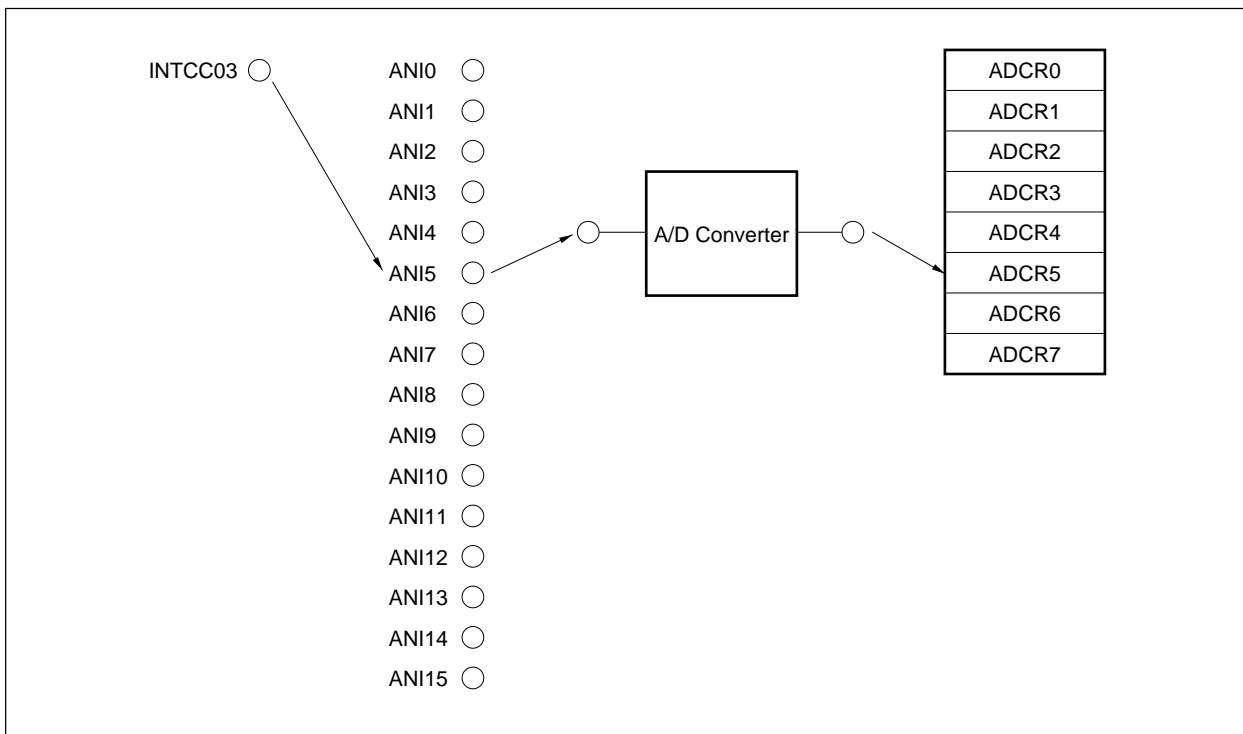 INTCC03
ANI0
ANI1
ANI2
ANI3
ANI4
ANI5
ANI6
ANI7
ANI8
ANI9
ANI10
ANI11
ANI12
ANI13
ANI14
ANI15
A/D Converter
ADCR0
ADCR1
ADCR2
ADCR3
ADCR4
ADCR5
ADCR6
ADCR7